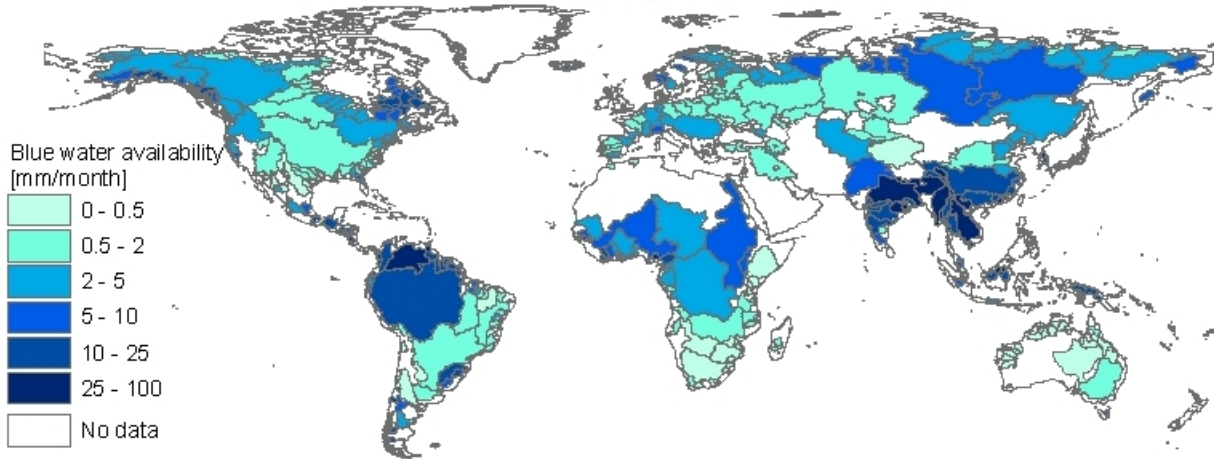 Blue water availability
[mm/month]
0 - 0.5
0.5 - 2
2 - 5
5 - 10
10 - 25
25 - 100
No data